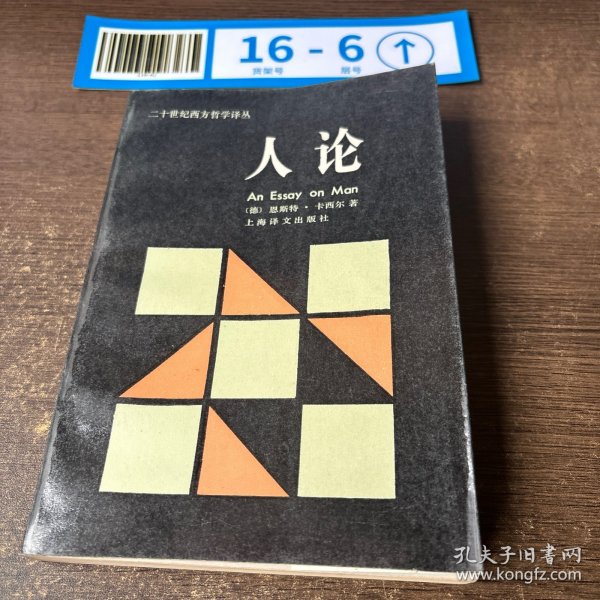 16-6
货架号
层号
二十世纪西方哲学译丛
人论
An Essay on Man
(德) 恩斯特·卡西尔 著
上海译文出版社
孔夫子旧书网
www.kongfz.com